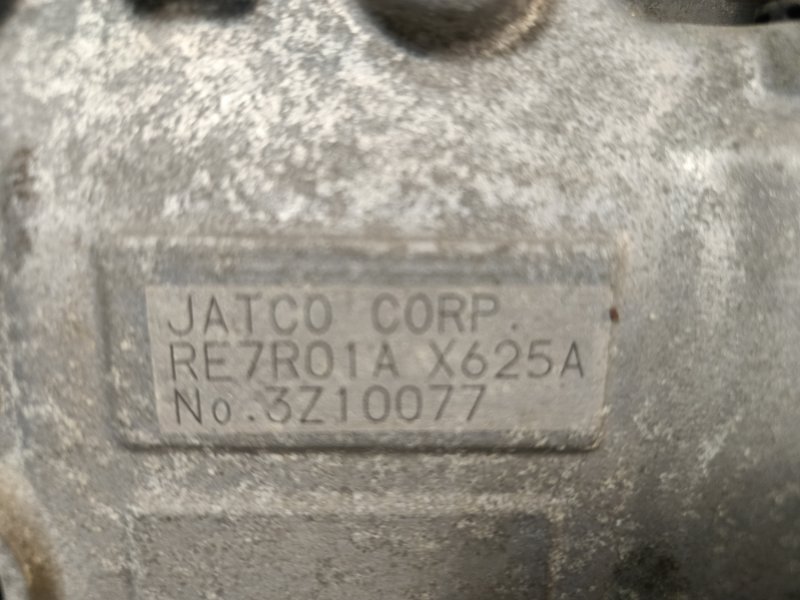 JATCO CORP.
RE7R01A X625A
No.3Z10077